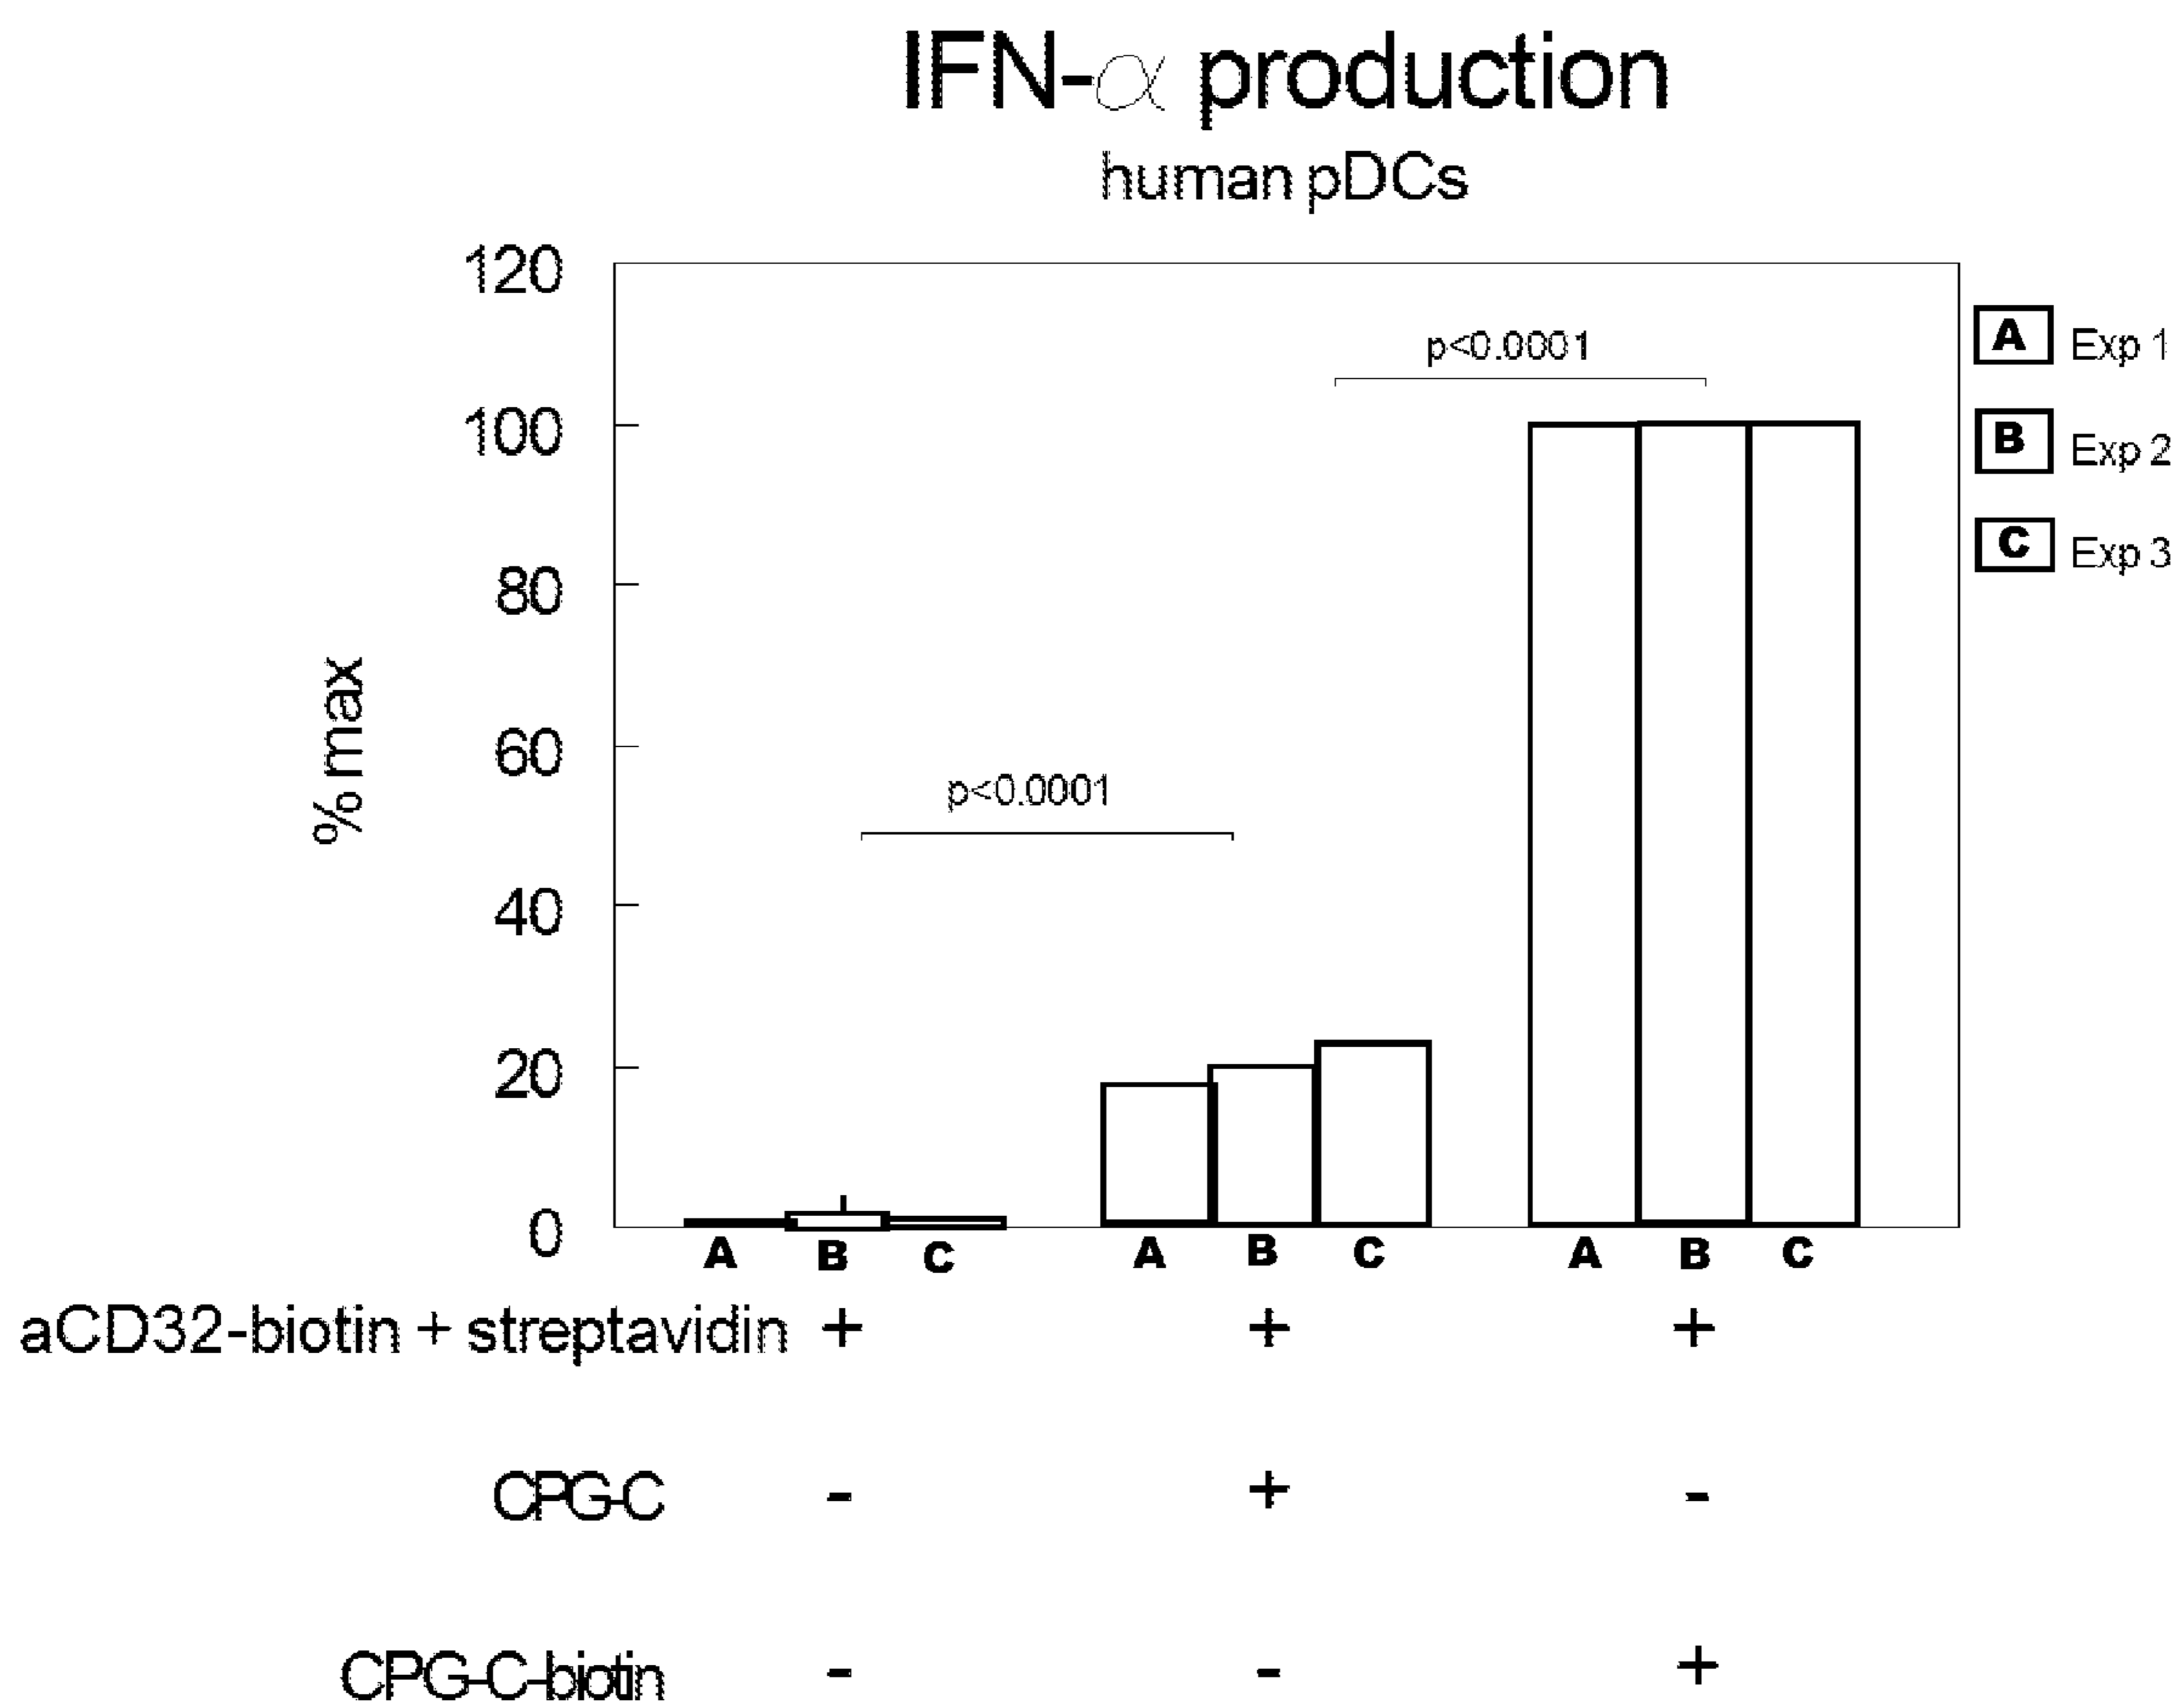 IFN-α production
human pDCs
120
100
80
60
40
20
0
% max
p<0.0001
p<0.0001
A Exp 1
B Exp 2
C Exp 3
A B C A B C A B C
aCD32-biotin + streptavidin + + +
CPG-C - + -
CPG-C-biotin - - +